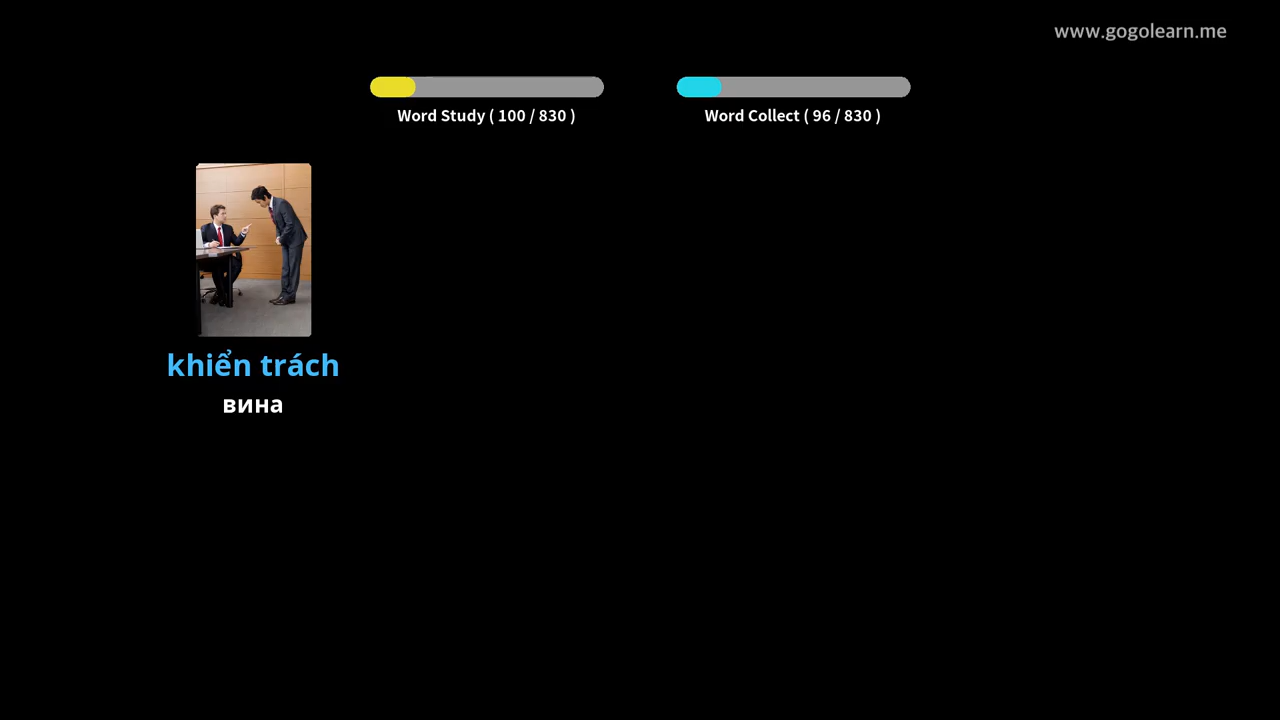 www.gogolearn.me
Word Study ( 100 / 830 )
Word Collect ( 96 / 830 )
khiển trách
вина